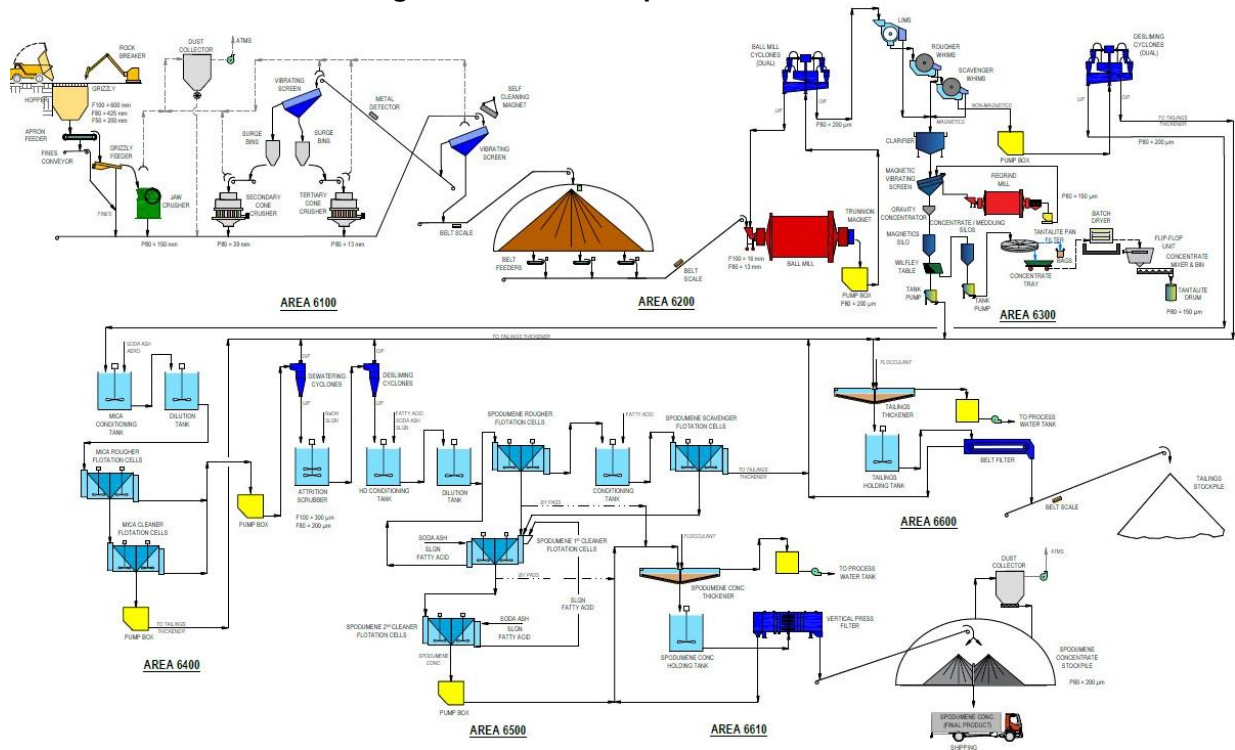 ROCK
BREAKER
DUST
COLLECTOR
ATMS
HOPPER
GRIZZLY
F100 = 600 mm
F80 = 425 mm
F50 = 200 mm
APRON
FEEDER
FINES
CONVEYOR
GRIZZLY
FEEDER
FINES
JAW
CRUSHER
P80 = 150 mm
VIBRATING
SCREEN
SURGE
BINS
SURGE
BINS
SECONDARY
CONE
CRUSHER
TERTIARY
CONE
CRUSHER
P80 = 13 mm
METAL
DETECTOR
SELF
CLEANING
MAGNET
VIBRATING
SCREEN
BELT SCALE
AREA 6100
BELT
FEEDERS
BELT
SCALE
AREA 6200
BALL MILL
CYCLONES
(DUAL)
U/F
O/F
P80 = 200 µm
F100 = 16 mm
F80 = 13 mm
BALL MILL
TRUNNION
MAGNET
PUMP BOX
P90 = 200 µm
LIMS
ROUGHER
WHIMS
SCAVENGER
WHIMS
NON-MAGNETICS
MAGNETICS
PUMP BOX
DESLIMING
CYCLONES
(DUAL)
U/F
O/F
TO TAILINGS
THICKENER
P80 = 200 µm
CLARIFIER
MAGNETIC
VIBRATING
SCREEN
REGRIND
MILL
P80 = 150 µm
GRAVITY
CONCENTRATOR
CONCENTRATE / MIDDLING
SILOS
MAGNETICS
SILO
WILFLEY
TABLE
TANK
PUMP
TANK
PUMP
TANTALITE PAN
FILTER
BAGS
CONCENTRATE
TRAY
BATCH
DRYER
FLIP-FLOP
UNIT
CONCENTRATE
MIXER & BIN
TANTALITE
DRUM
P80 = 150 µm
AREA 6300
TO TAILINGS THICKENER
SODA ASH
AERO
MICA
CONDITIONING
TANK
DILUTION
TANK
MICA ROUGHER
FLOTATION CELLS
MICA CLEANER
FLOTATION CELLS
PUMP BOX
TO TAILINGS
THICKENER
AREA 6400
PUMP BOX
O/F
DEWATERING
CYCLONES
U/F
NaOH
SLGN
ATTRITION
SCRUBBER
F100 = 300 µm
F80 = 200 µm
O/F
DESLIMING
CYCLONES
U/F
FATTY ACID
SODA ASH
SLGN
HD CONDITIONING
TANK
DILUTION
TANK
SPODUMENE ROUGHER
FLOTATION CELLS
FATTY ACID
CONDITIONING
TANK
SPODUMENE SCAVENGER
FLOTATION CELLS
TO TAILINGS
THICKENER
BY PASS
SODA ASH
SLGN
FATTY ACID
SPODUMENE 1ST CLEANER
FLOTATION CELLS
BY PASS
SLGN
FATTY ACID
SPODUMENE 2ND CLEANER
FLOTATION CELLS
SODA ASH
SLGN
FATTY ACID
SPODUMENE
CONC
PUMP BOX
AREA 6500
FLOCCULANT
SPODUMENE CONC
THICKENER
TO PROCESS
WATER TANK
SPODUMENE CONC
HOLDING TANK
VERTICAL PRESS
FILTER
AREA 6610
FLOCCULANT
TAILINGS
THICKENER
TO PROCESS
WATER TANK
TAILINGS
HOLDING TANK
BELT FILTER
AREA 6600
BELT SCALE
TAILINGS
STOCKPILE
DUST
COLLECTOR
ATMS
SPODUMENE
CONCENTRATE
STOCKPILE
P80 = 200 µm
SPODUMENE CONC.
(FINAL PRODUCT)
SHIPPING